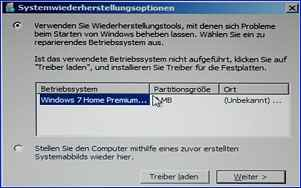 Systemwiederherstellungsoptionen
Verwenden Sie Wiederherstellungstools, mit denen sich Probleme
beim Starten von Windows beheben lassen. Wählen Sie ein zu
reparierendes Betriebssystem aus.
Ist das verwendete Betriebssystem nicht aufgeführt, klicken Sie auf
"Treiber laden", und installieren Sie Treiber für die Festplatten.
Betriebssystem Partitionsgröße Ort
Windows 7 Home Premium... MB (Unbekannt) ...
Stellen Sie den Computer mithilfe eines zuvor erstellten
Systemabbilds wieder hier.
Treiber laden Weiter >